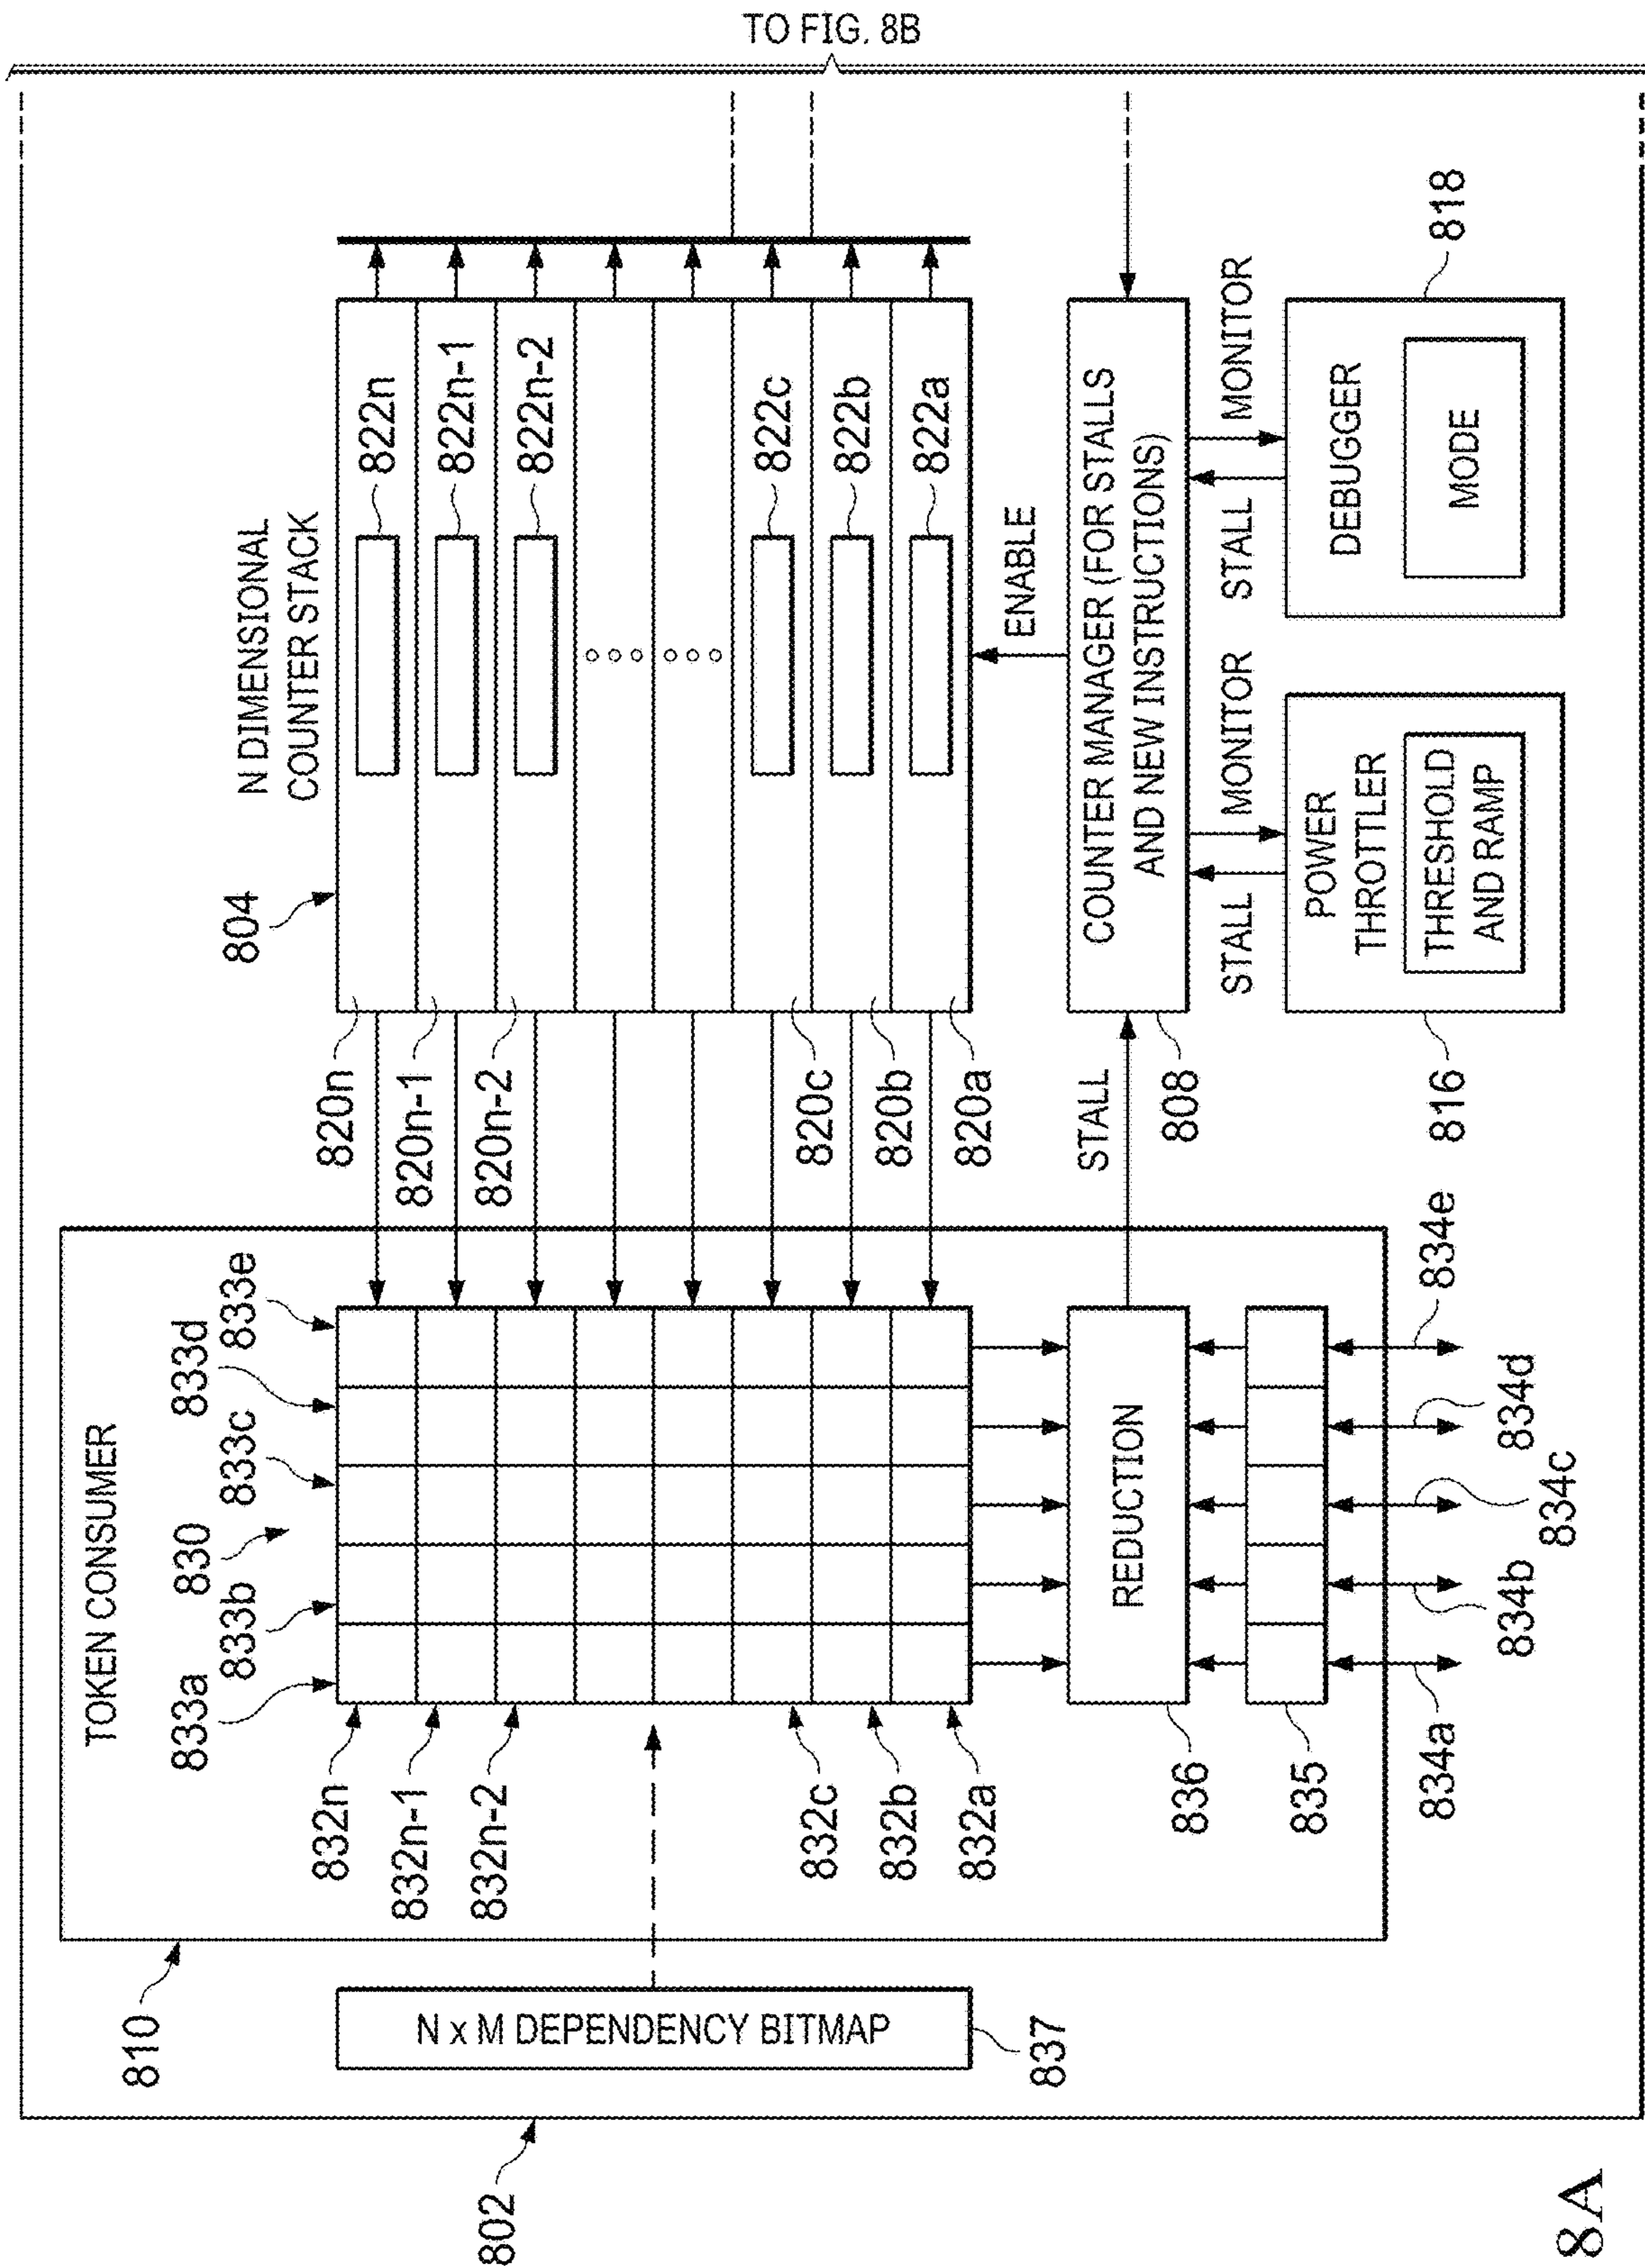 TO FIG. 8B
802
810
TOKEN CONSUMER
833a
833b
830
833c
833d
833e
832n
832n-1
832n-2
832c
832b
832a
N x M DEPENDENCY BITMAP
837
REDUCTION
836
835
834a
834b
834c
834d
834e
804
N DIMENSIONAL
COUNTER STACK
820n
820n-1
820n-2
820c
820b
820a
822n
822n-1
822n-2
822c
822b
822a
ENABLE
STALL
808
COUNTER MANAGER (FOR STALLS
AND NEW INSTRUCTIONS)
STALL
MONITOR
STALL
MONITOR
816
POWER
THROTTLER
THRESHOLD
AND RAMP
DEBUGGER
MODE
818
8A